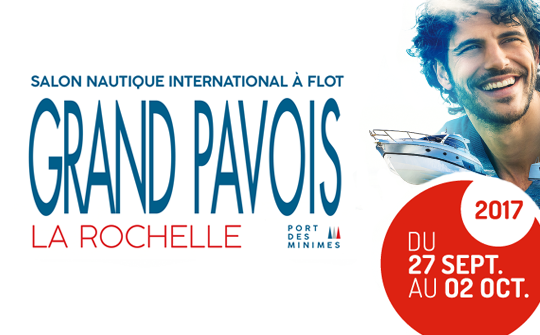 SALON NAUTIQUE INTERNATIONAL À FLOT
GRAND PAVOIS
LA ROCHELLE
PORT
DES
MINIMES
2017
DU
27 SEPT.
AU 02 OCT.